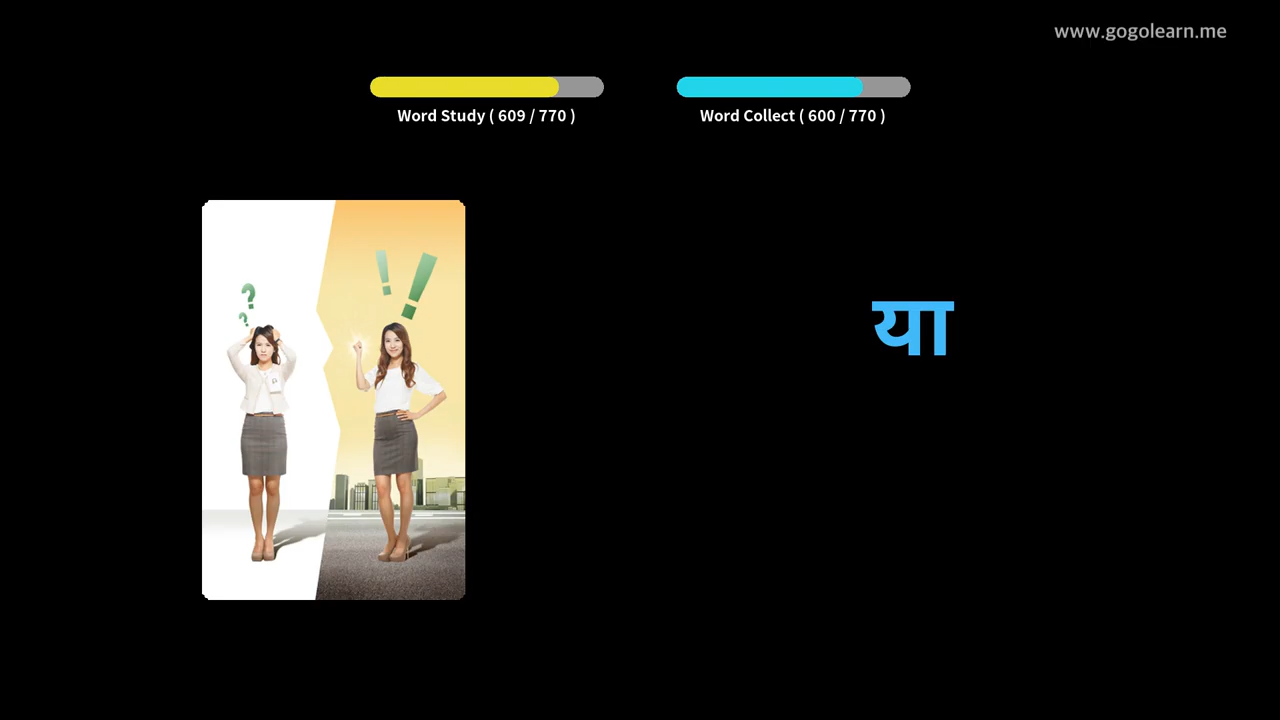 www.gogolearn.me
Word Study ( 609 / 770 )
Word Collect ( 600 / 770 )
? ! !
?
या